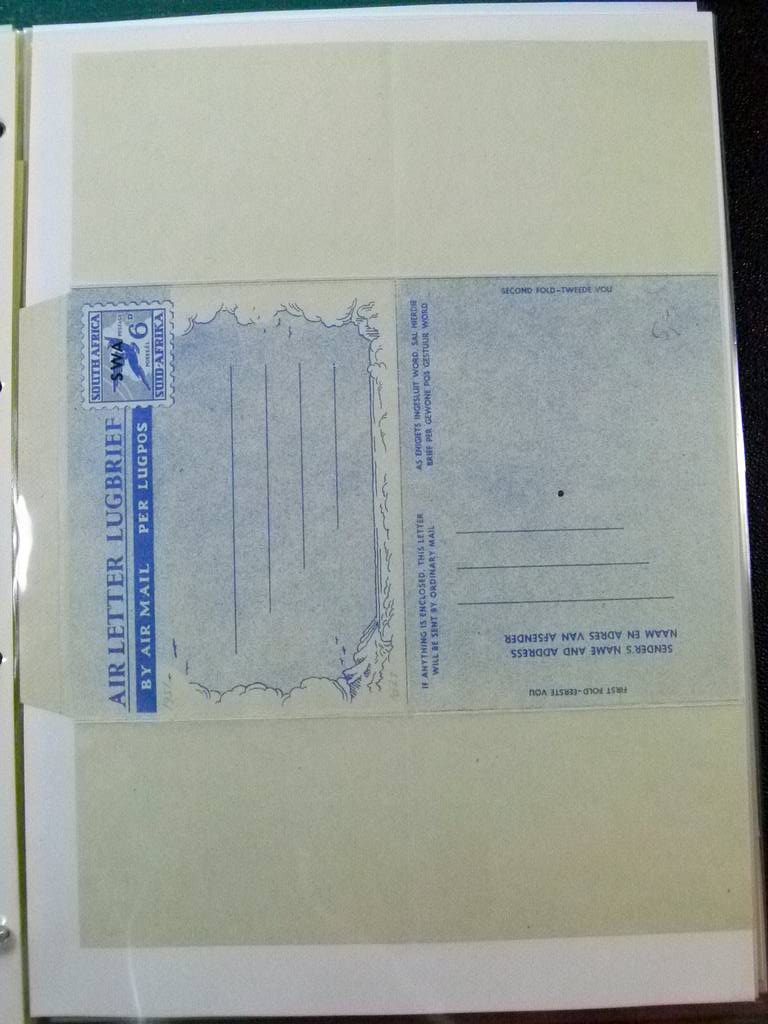 AIR LETTER LUGBRIEF
BY AIR MAIL PER LUGPOS
SOUTH AFRICA
SWA
POSTAGE
6D
POSSEËL
SUID-AFRIKA
IF ANYTHING IS ENCLOSED, THIS LETTER
WILL BE SENT BY ORDINARY MAIL
AS ENIGIETS INGESLUIT WORD, SAL HIERDIE
BRIEF PER GEWONE POS GESTUUR WORD
SECOND FOLD-TWEEDE VOU
SENDER'S NAME AND ADDRESS
NAAM EN ADRES VAN AFSENDER
FIRST FOLD-EERSTE VOU